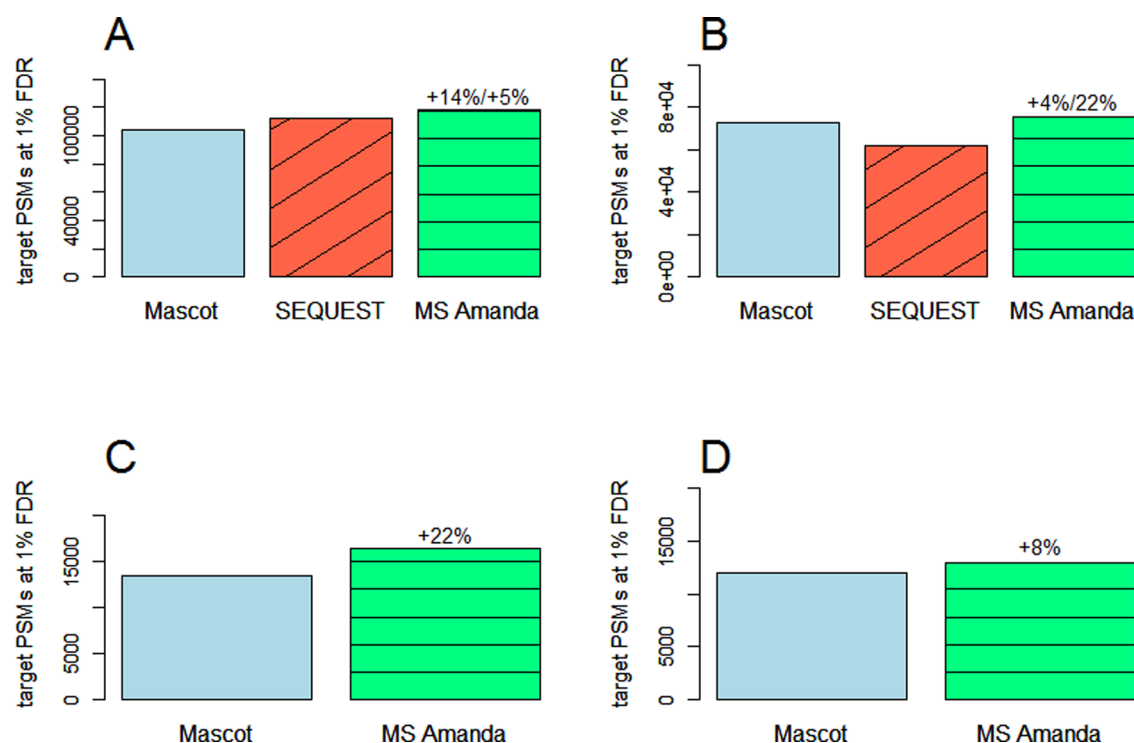 A
target PSMs at 1% FDR
100000
40000
0
+14%/+5%
Mascot
SEQUEST
MS Amanda
B
target PSMs at 1% FDR
8e+04
4e+04
0e+00
+4%/22%
Mascot
SEQUEST
MS Amanda
C
target PSMs at 1% FDR
15000
5000
0
+22%
Mascot
MS Amanda
D
target PSMs at 1% FDR
15000
5000
0
+8%
Mascot
MS Amanda